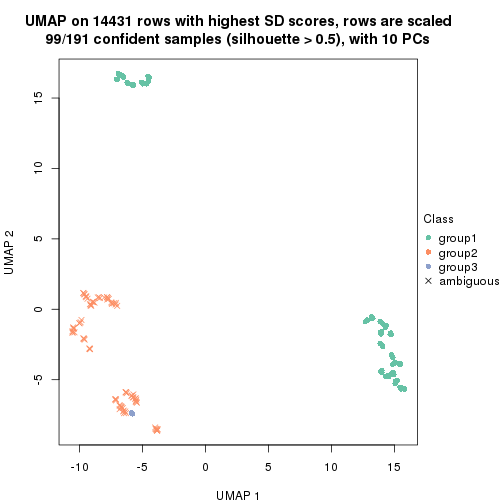 UMAP on 14431 rows with highest SD scores, rows are scaled
99/191 confident samples (silhouette > 0.5), with 10 PCs
15
10
5
0
-5
UMAP 2
-10
-5
0
5
10
15
UMAP 1
Class
group1
group2
group3
ambiguous